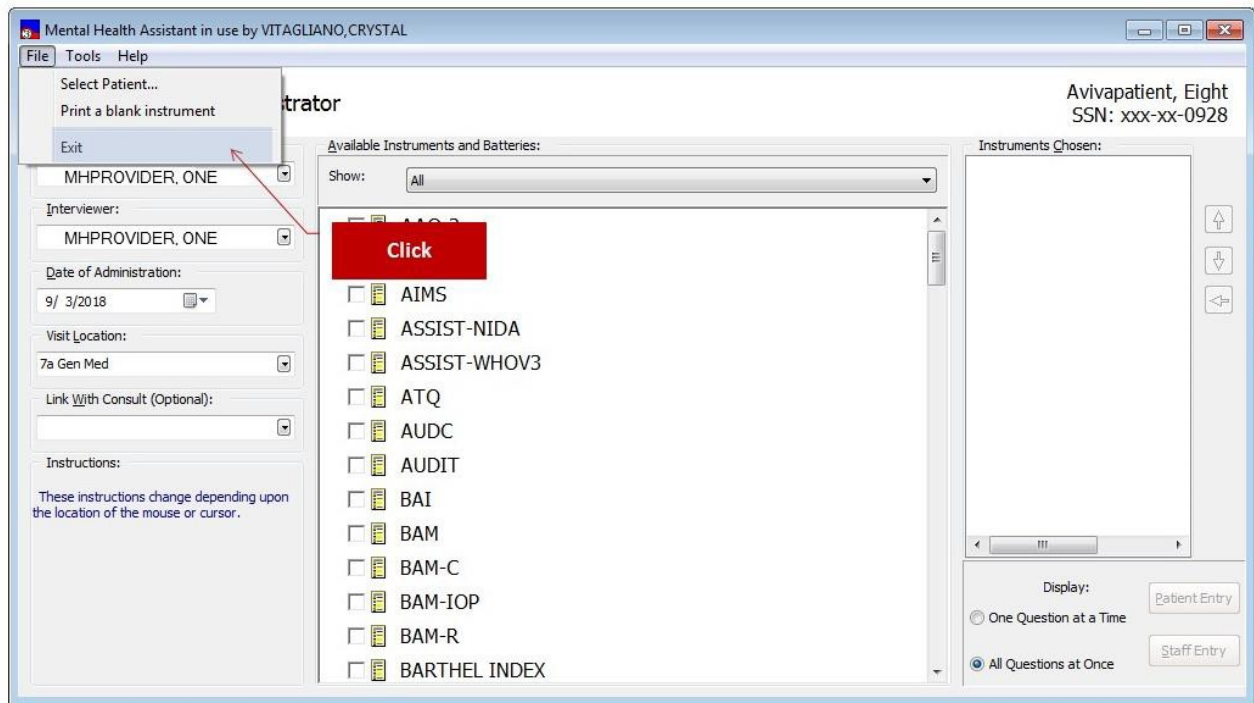 Mental Health Assistant in use by VITAGLIANO,CRYSTAL
File Tools Help
Select Patient...
Print a blank instrument
Exit
Avivapatient, Eight
SSN: xxx-xx-0928
MHPROVIDER, ONE
Interviewer:
MHPROVIDER, ONE
Date of Administration:
9/ 3/2018
Visit Location:
7a Gen Med
Link With Consult (Optional):
Instructions:
These instructions change depending upon
the location of the mouse or cursor.
Available Instruments and Batteries:
Show: All
Click
AIMS
ASSIST-NIDA
ASSIST-WHOV3
ATQ
AUDC
AUDIT
BAI
BAM
BAM-C
BAM-IOP
BAM-R
BARTHEL INDEX
Instruments Chosen:
Display:
One Question at a Time
All Questions at Once
Patient Entry
Staff Entry